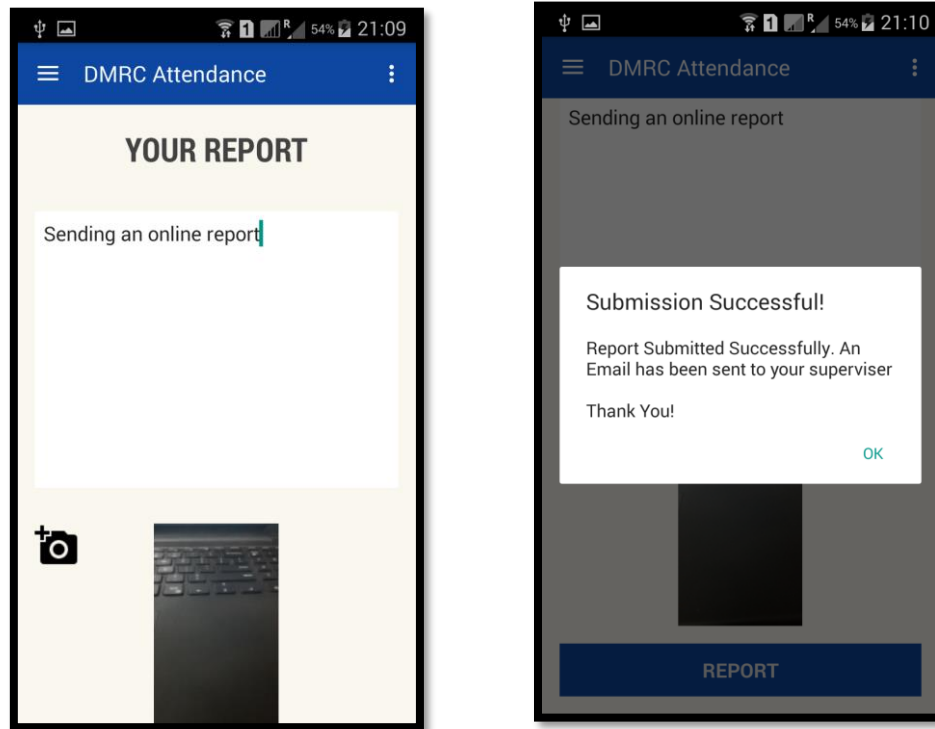 54% 21:09
DMRC Attendance
YOUR REPORT
Sending an online report
1 R 54% 21:10
DMRC Attendance
Sending an online report
Submission Successful!
Report Submitted Successfully. An
Email has been sent to your superviser
Thank You!
OK
REPORT